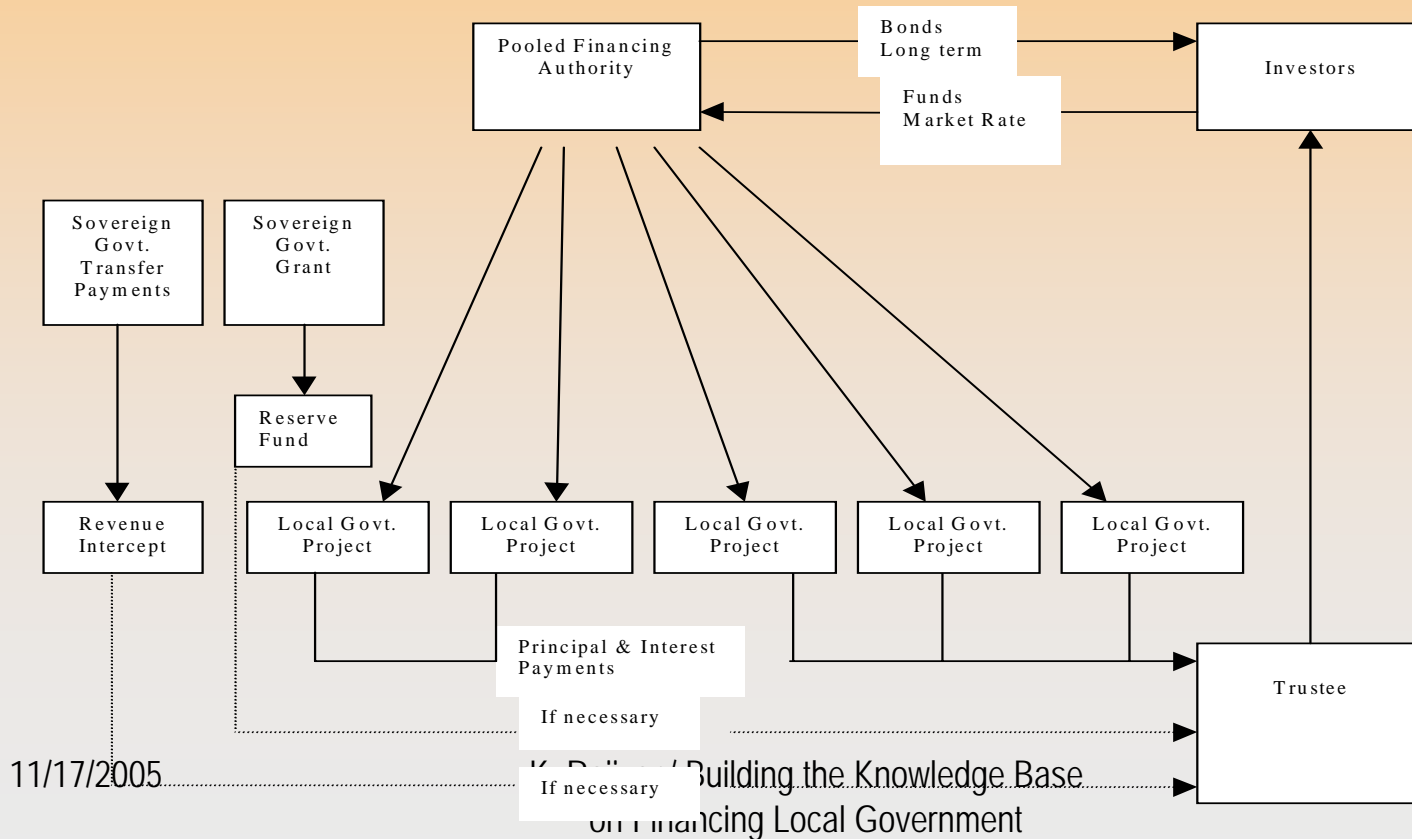 Pooled Financing
Authority
Bonds
Long term
Funds
Market Rate
Investors
Sovereign
Govt.
Transfer
Payments
Sovereign
Govt.
Grant
Reserve
Fund
Revenue
Intercept
Local Govt.
Project
Local Govt.
Project
Local Govt.
Project
Local Govt.
Project
Local Govt.
Project
Principal & Interest
Payments
Trustee
If necessary
If necessary
11/17/2005
Building the Knowledge Base
on Financing Local Government